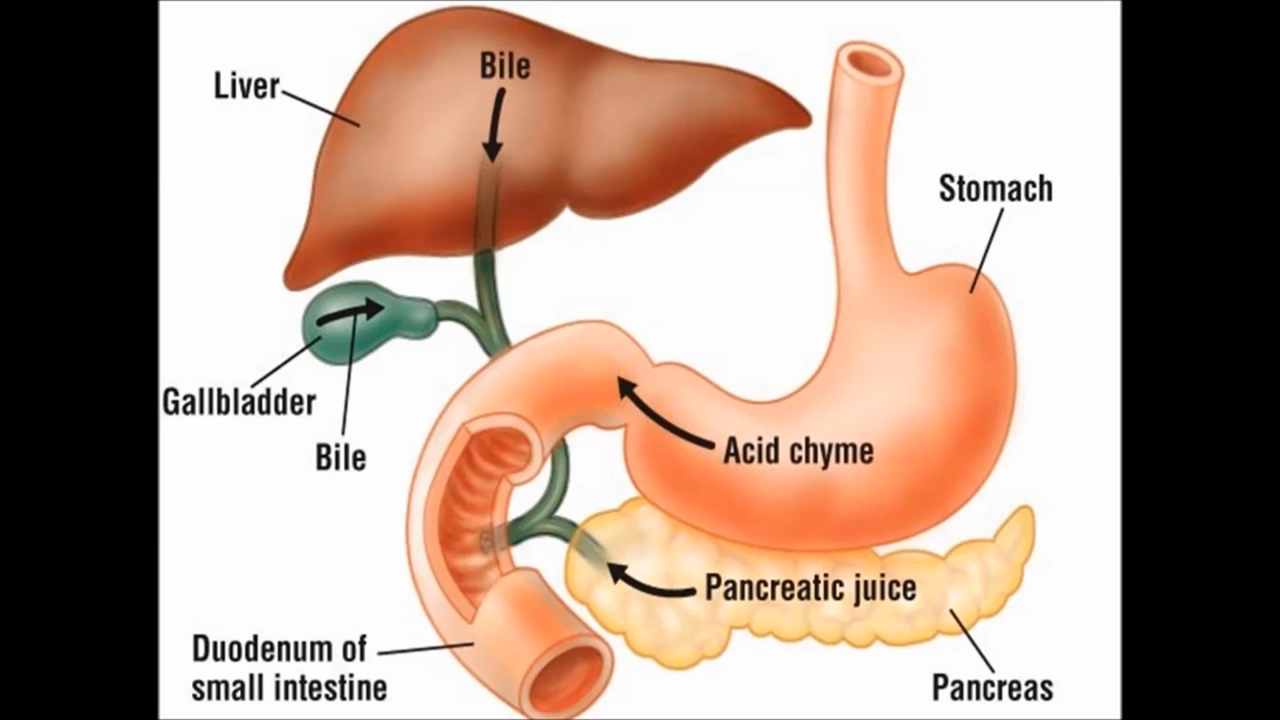 Bile
Liver
Stomach
Gallbladder
Bile
Acid chyme
Pancreatic juice
Duodenum of
small intestine
Pancreas